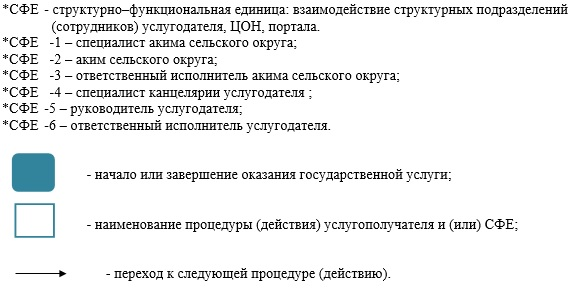 *СФЕ - структурно–функциональная единица: взаимодействие структурных подразделений
(сотрудников) услугодателя, ЦОН, портала.
*СФЕ -1 – специалист акима сельского округа;
*СФЕ -2 – аким сельского округа;
*СФЕ -3 – ответственный исполнитель акима сельского округа;
*СФЕ -4 – специалист канцелярии услугодателя ;
*СФЕ -5 – руководитель услугодателя;
*СФЕ -6 – ответственный исполнитель услугодателя.
- начало или завершение оказания государственной услуги;
- наименование процедуры (действия) услугополучателя и (или) СФЕ;
- переход к следующей процедуре (действию).